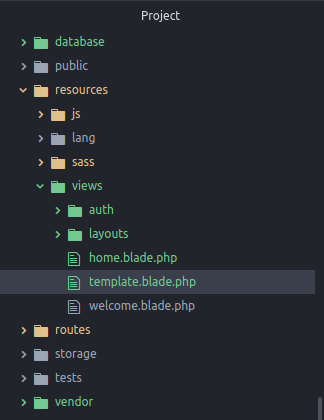 Project
database
public
resources
js
lang
sass
views
auth
layouts
home.blade.php
template.blade.php
welcome.blade.php
routes
storage
tests
vendor